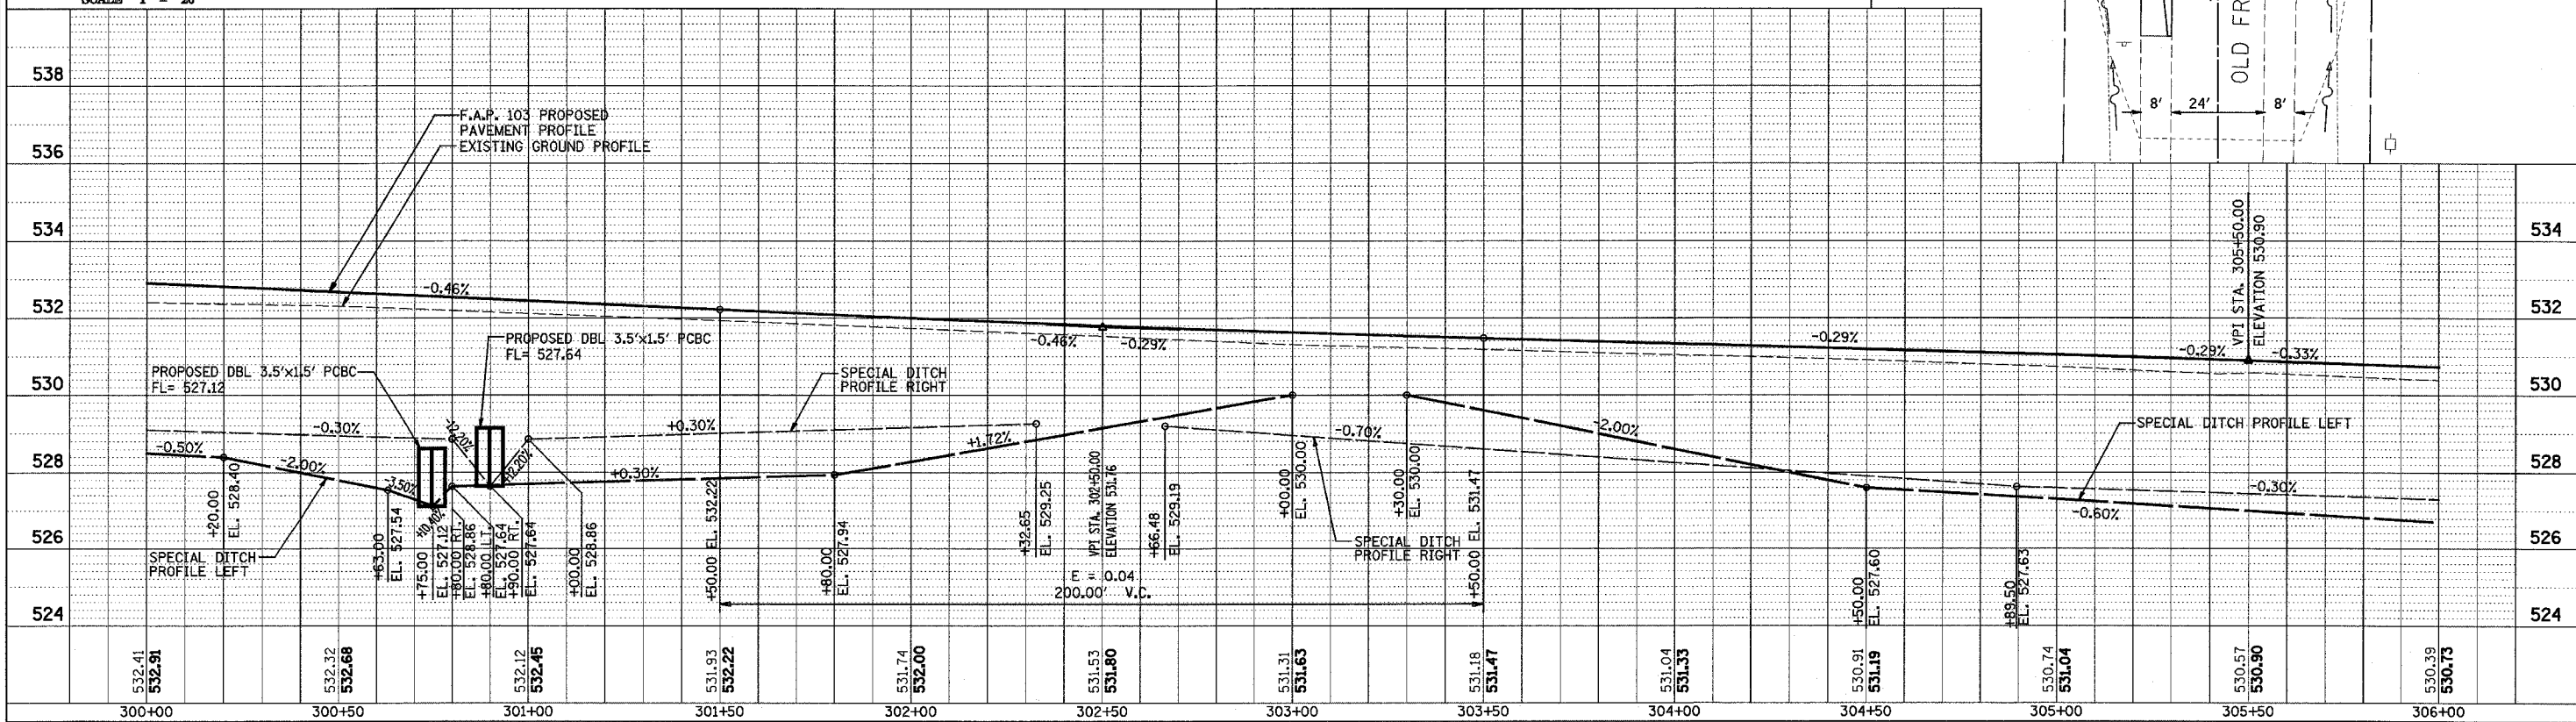 SCALE 1" = 20'
OLD FR
8' 24' 8'
538
536
534
532
530
528
526
524
534
532
530
528
526
524
F.A.P. 103 PROPOSED
PAVEMENT PROFILE
EXISTING GROUND PROFILE
-0.46%
-0.46%
-0.29%
-0.29%
-0.29%
-0.33%
VPI STA. 305+50.00
ELEVATION 530.90
PROPOSED DBL 3.5'x1.5' PCBC
FL= 527.64
PROPOSED DBL 3.5'x1.5' PCBC
FL= 527.12
SPECIAL DITCH
PROFILE RIGHT
SPECIAL DITCH PROFILE LEFT
-0.50%
-0.30%
-2.00%
-3.50%
-12.20%
+12.20%
+10.40%
+0.30%
+0.30%
+1.72%
-0.70%
-2.00%
-0.30%
-0.60%
SPECIAL DITCH
PROFILE LEFT
SPECIAL DITCH
PROFILE RIGHT
+20.00
EL. 528.40
+63.00
EL. 527.54
+75.00
EL. 527.12
+80.00 RT.
EL. 528.86
+80.00 LT.
EL. 527.64
+90.00 RT.
EL. 527.64
+00.00
EL. 528.86
+50.00 EL. 532.22
+80.00
EL. 527.94
+32.65
EL. 529.25
VPI STA. 302+50.00
ELEVATION 531.76
+66.48
EL. 529.19
+00.00
EL. 530.00
+30.00
EL. 530.00
+50.00 EL. 531.47
+50.00
EL. 527.60
+89.50
EL. 527.63
E = 0.04
200.00' V.C.
532.41
532.91
532.32
532.68
532.12
532.45
531.93
532.22
531.74
532.00
531.53
531.80
531.31
531.63
531.18
531.47
531.04
531.33
530.91
531.19
530.74
531.04
530.57
530.90
530.39
530.73
300+00 300+50 301+00 301+50 302+00 302+50 303+00 303+50 304+00 304+50 305+00 305+50 306+00